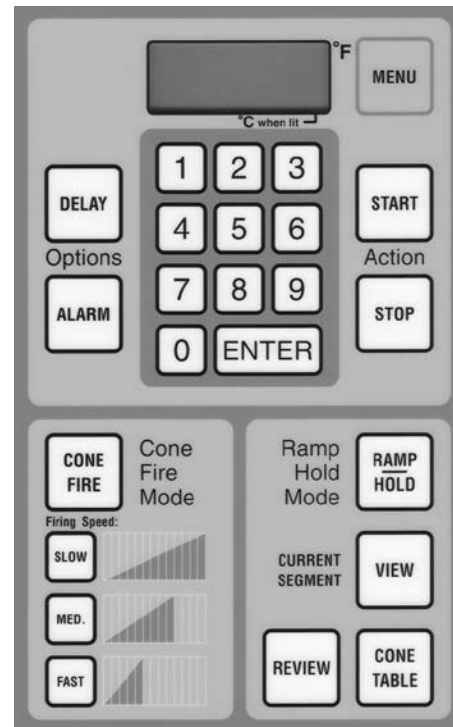 °F
MENU
°C when lit
1 2 3
DELAY
START
4 5 6
Options
Action
7 8 9
ALARM
STOP
0 ENTER
CONE
FIRE
Cone
Fire
Mode
Firing Speed:
SLOW
MED.
FAST
Ramp
Hold
Mode
RAMP
HOLD
CURRENT
SEGMENT
VIEW
REVIEW
CONE
TABLE